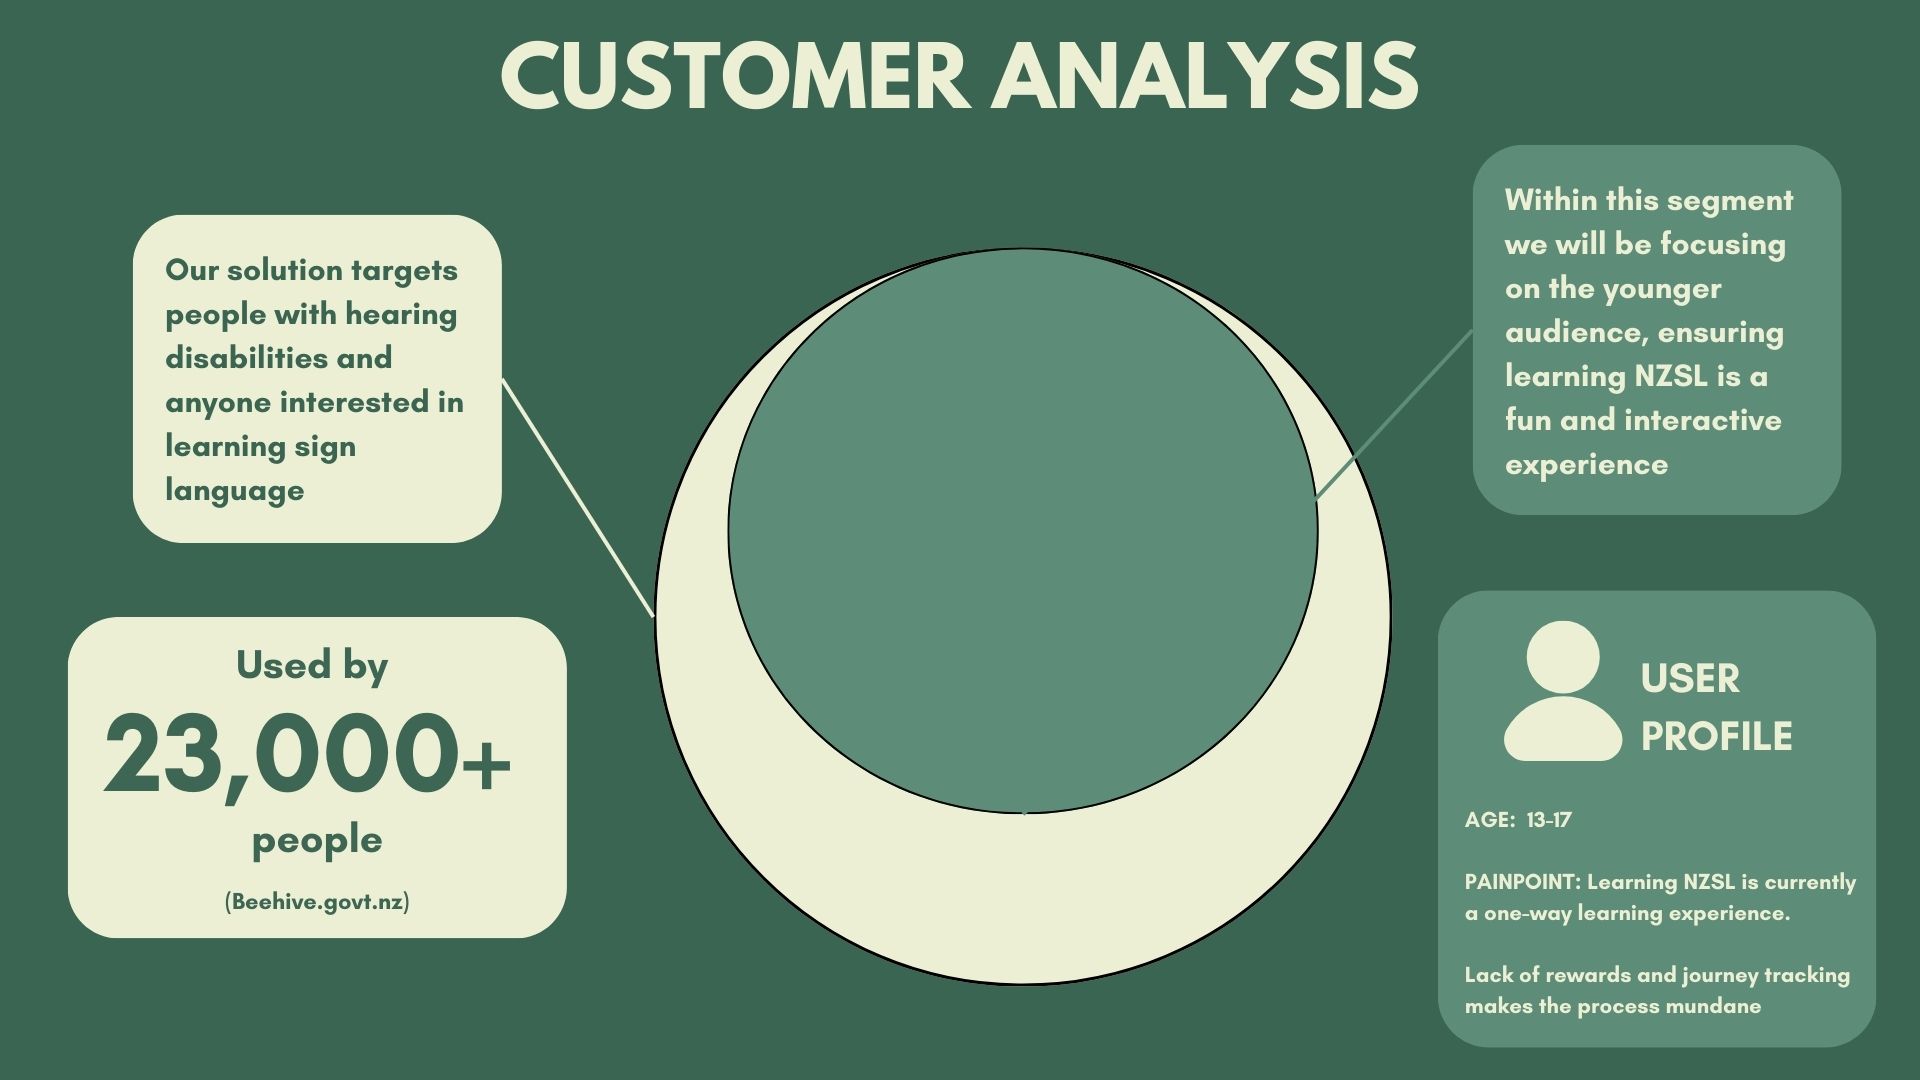 CUSTOMER ANALYSIS
Our solution targets
people with hearing
disabilities and
anyone interested in
learning sign
language
Used by
23,000+
people
(Beehive.govt.nz)
Within this segment
we will be focusing
on the younger
audience, ensuring
learning NZSL is a
fun and interactive
experience
USER
PROFILE
AGE: 13-17
PAINPOINT: Learning NZSL is currently
a one-way learning experience.
Lack of rewards and journey tracking
makes the process mundane